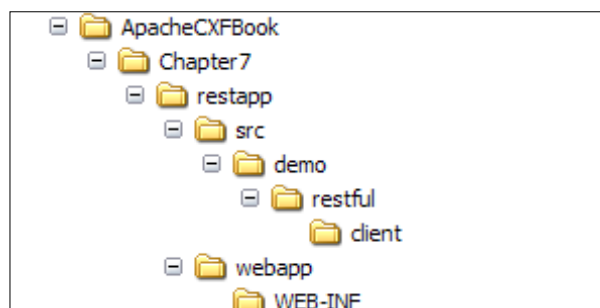 ApacheCXFBook
Chapter7
restapp
src
demo
restful
client
webapp
WEB-INF